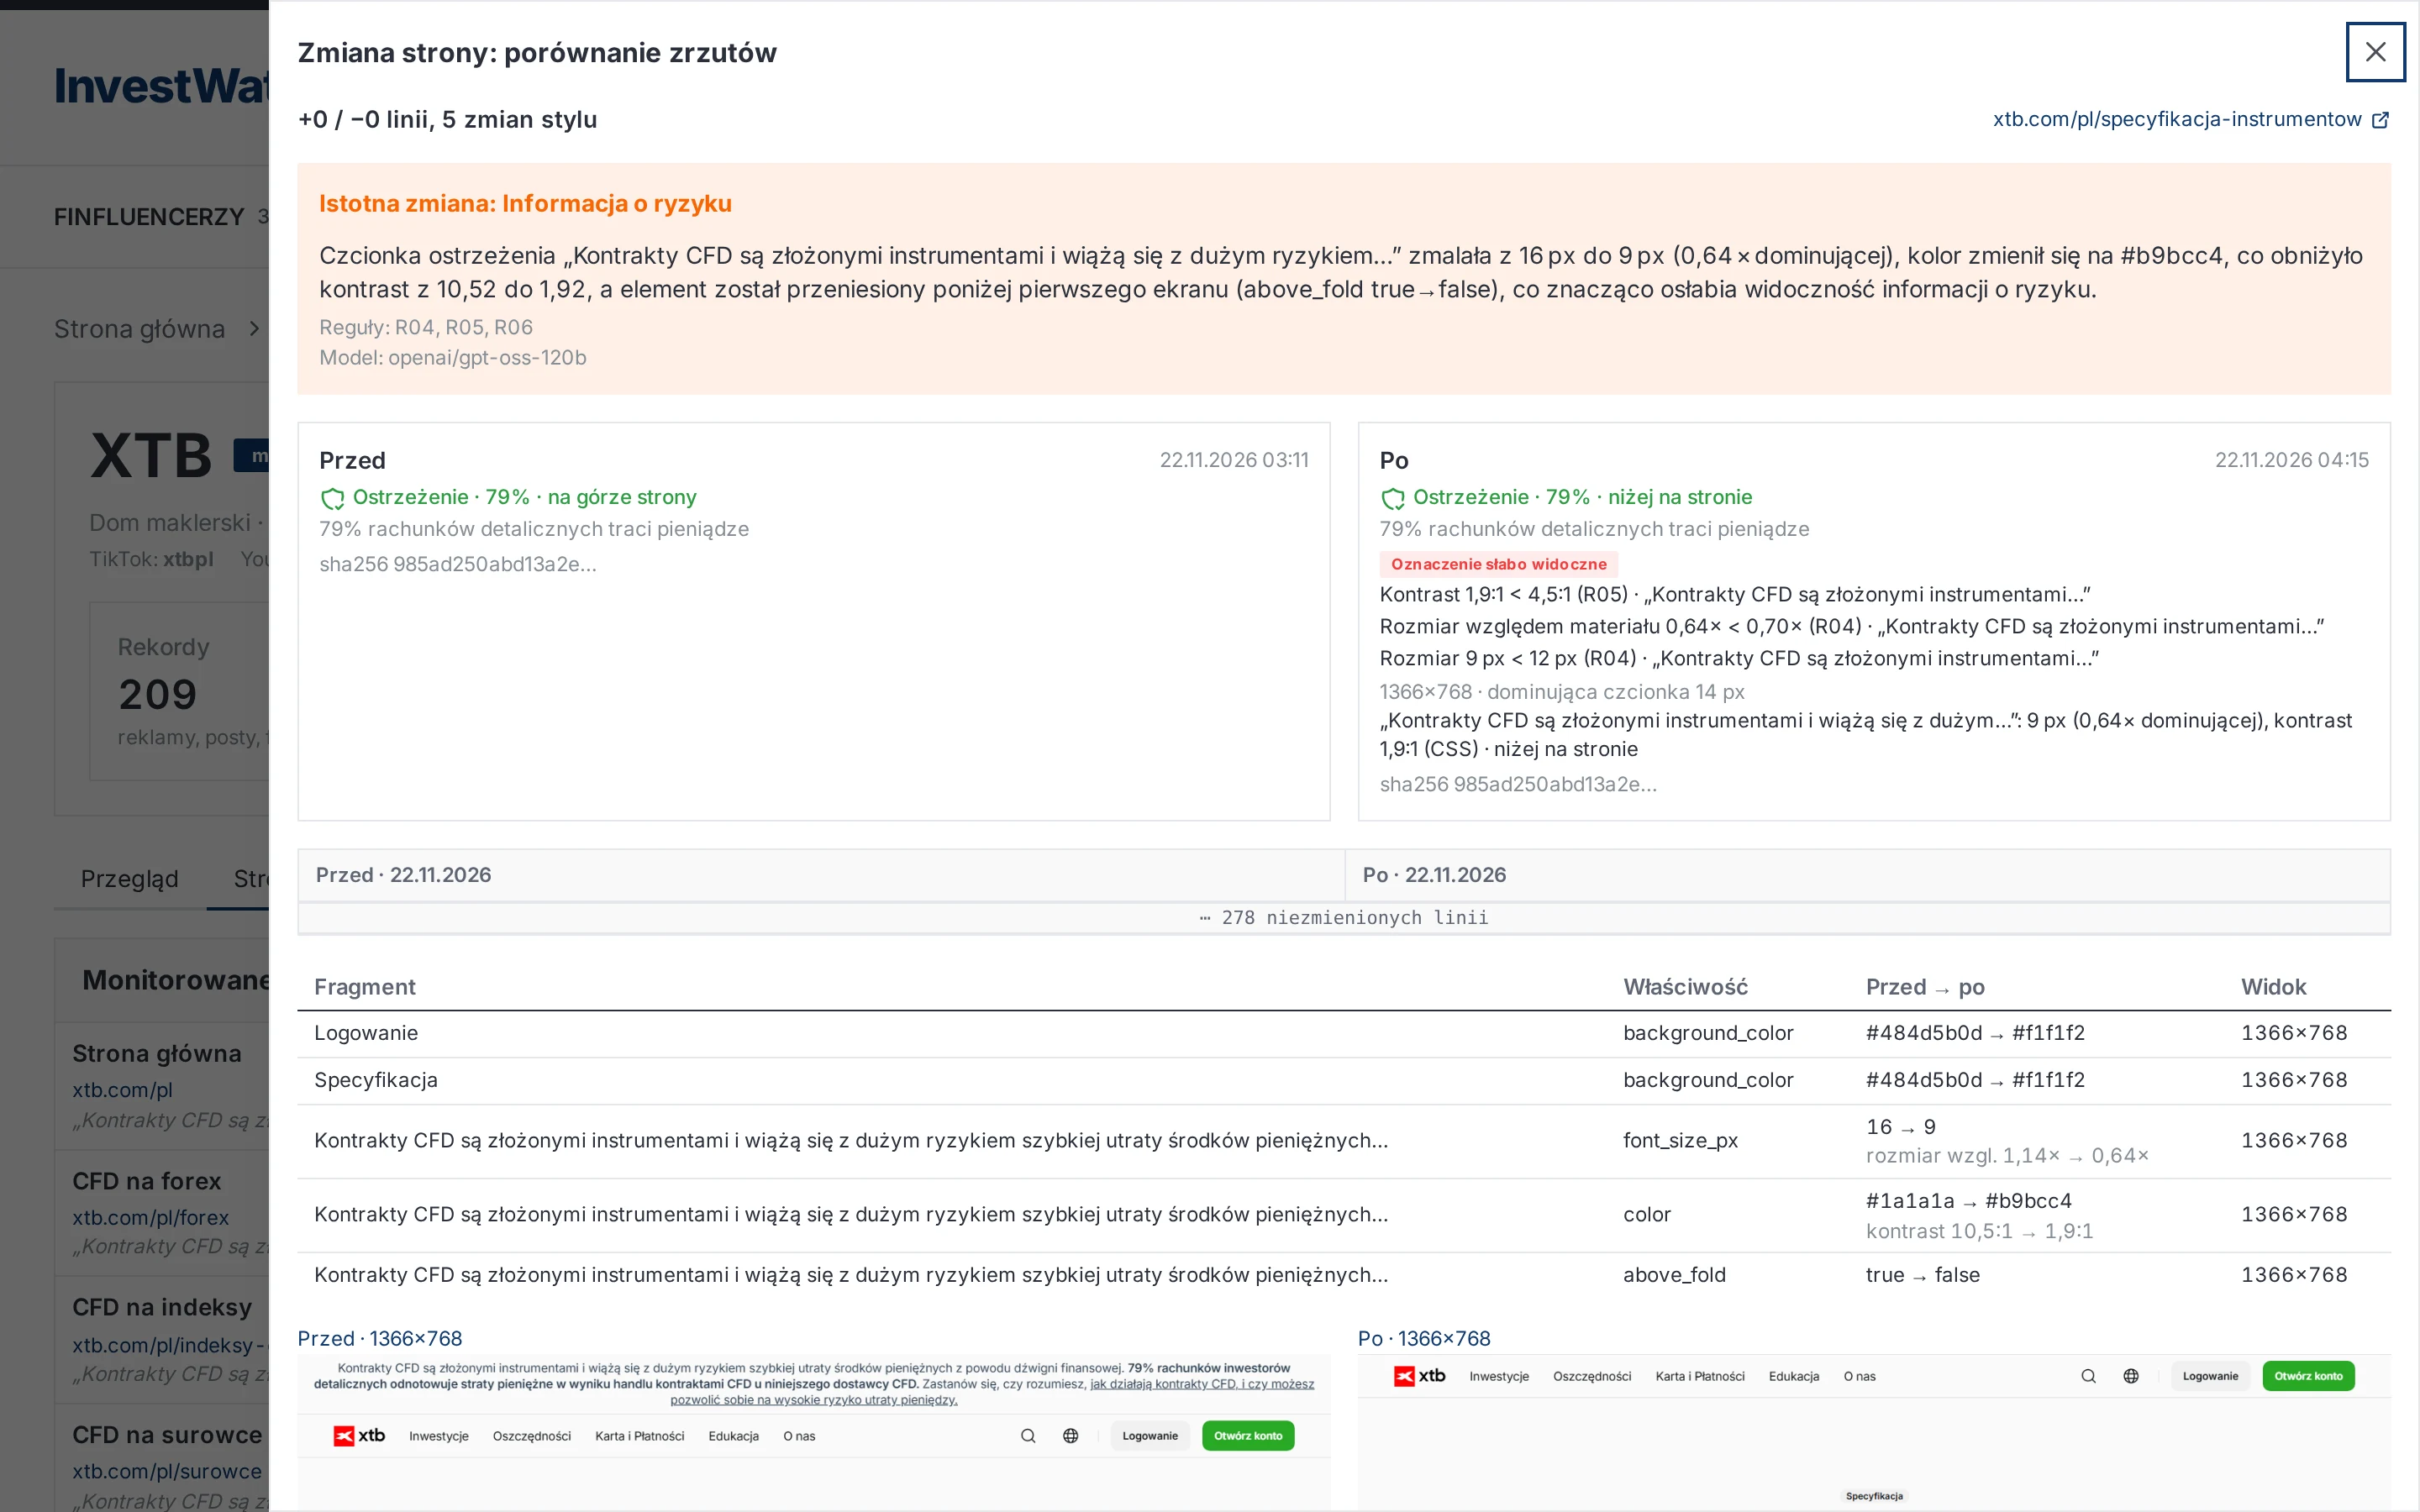 Zmiana strony: porównanie zrzutów
+0 / −0 linii, 5 zmian stylu
xtb.com/pl/specyfikacja-instrumentow
Istotna zmiana: Informacja o ryzyku
Czcionka ostrzeżenia „Kontrakty CFD są złożonymi instrumentami i wiążą się z dużym ryzykiem…” zmalała z 16 px do 9 px (0,64 × dominującej), kolor zmienił się na #b9bcc4, co obniżyło
kontrast z 10,52 do 1,92, a element został przeniesiony poniżej pierwszego ekranu (above_fold true→false), co znacząco osłabia widoczność informacji o ryzyku.
Reguły: R04, R05, R06
Model: openai/gpt-oss-120b
Przed
22.11.2026 03:11
Ostrzeżenie · 79% · na górze strony
79% rachunków detalicznych traci pieniądze
sha256 985ad250abd13a2e…
Po
22.11.2026 04:15
Ostrzeżenie · 79% · niżej na stronie
79% rachunków detalicznych traci pieniądze
Oznaczenie słabo widoczne
Kontrast 1,9:1 < 4,5:1 (R05) · „Kontrakty CFD są złożonymi instrumentami…”
Rozmiar względem materiału 0,64× < 0,70× (R04) · „Kontrakty CFD są złożonymi instrumentami…”
Rozmiar 9 px < 12 px (R04) · „Kontrakty CFD są złożonymi instrumentami…”
1366×768 · dominująca czcionka 14 px
„Kontrakty CFD są złożonymi instrumentami i wiążą się z dużym…”: 9 px (0,64× dominującej), kontrast
1,9:1 (CSS) · niżej na stronie
sha256 985ad250abd13a2e…
Przed · 22.11.2026
Po · 22.11.2026
⋯ 278 niezmienionych linii
Fragment Właściwość Przed → po Widok
Logowanie background_color #484d5b0d → #f1f1f2 1366×768
Specyfikacja background_color #484d5b0d → #f1f1f2 1366×768
Kontrakty CFD są złożonymi instrumentami i wiążą się z dużym ryzykiem szybkiej utraty środków pieniężnych… font_size_px 16 → 9 1366×768
rozmiar wzgl. 1,14× → 0,64×
Kontrakty CFD są złożonymi instrumentami i wiążą się z dużym ryzykiem szybkiej utraty środków pieniężnych… color #1a1a1a → #b9bcc4 1366×768
kontrast 10,5:1 → 1,9:1
Kontrakty CFD są złożonymi instrumentami i wiążą się z dużym ryzykiem szybkiej utraty środków pieniężnych… above_fold true → false 1366×768
Przed · 1366×768
Kontrakty CFD są złożonymi instrumentami i wiążą się z dużym ryzykiem szybkiej utraty środków pieniężnych z powodu dźwigni finansowej. 79% rachunków inwestorów
detalicznych odnotowuje straty pieniężne w wyniku handlu kontraktami CFD u niniejszego dostawcy CFD. Zastanów się, czy rozumiesz, jak działają kontrakty CFD, i czy możesz
pozwolić sobie na wysokie ryzyko utraty pieniędzy.
xtb Inwestycje Oszczędności Karta i Płatności Edukacja O nas Logowanie Otwórz konto
Po · 1366×768
xtb Inwestycje Oszczędności Karta i Płatności Edukacja O nas Logowanie Otwórz konto
Specyfikacja
FINFLUENCERZY 3
Strona główna
XTB
Dom maklerski ·
TikTok: xtbpl
Rekordy
209
reklamy, posty,
Przegląd
Monitorowane
Strona główna
xtb.com/pl
„Kontrakty CFD są
CFD na forex
xtb.com/pl/forex
„Kontrakty CFD są
CFD na indeksy
xtb.com/pl/indeksy-
„Kontrakty CFD są
CFD na surowce
xtb.com/pl/surowce
„Kontrakty CFD są